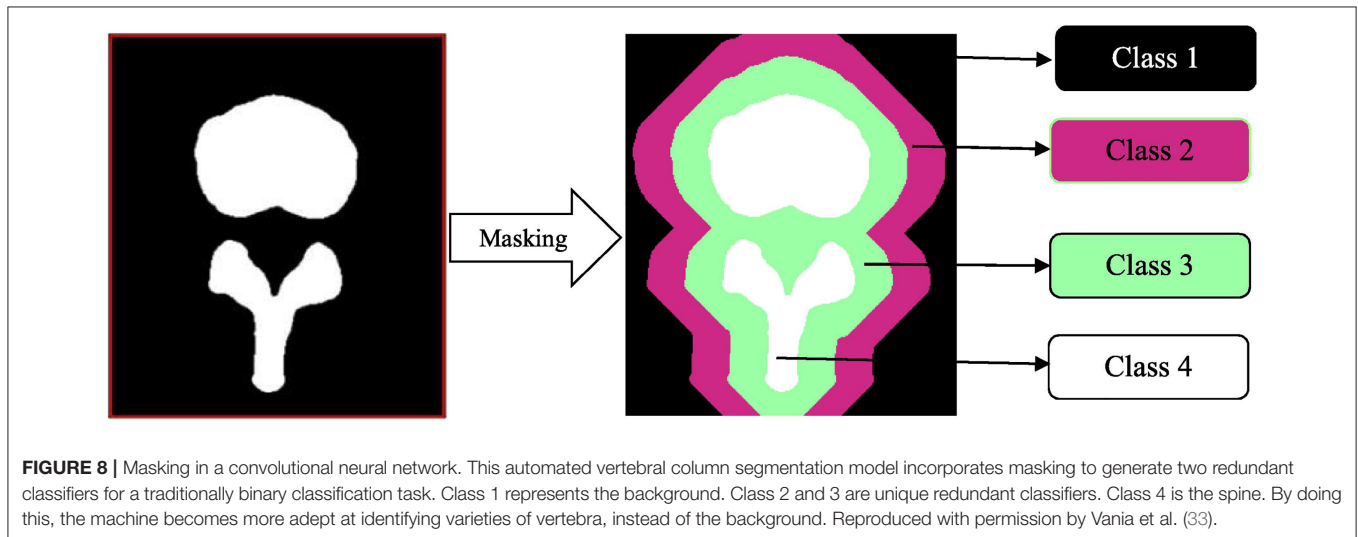 Masking
Class 1
Class 2
Class 3
Class 4
FIGURE 8 | Masking in a convolutional neural network. This automated vertebral column segmentation model incorporates masking to generate two redundant
classifiers for a traditionally binary classification task. Class 1 represents the background. Class 2 and 3 are unique redundant classifiers. Class 4 is the spine. By doing
this, the machine becomes more adept at identifying varieties of vertebra, instead of the background. Reproduced with permission by Vania et al. (33).